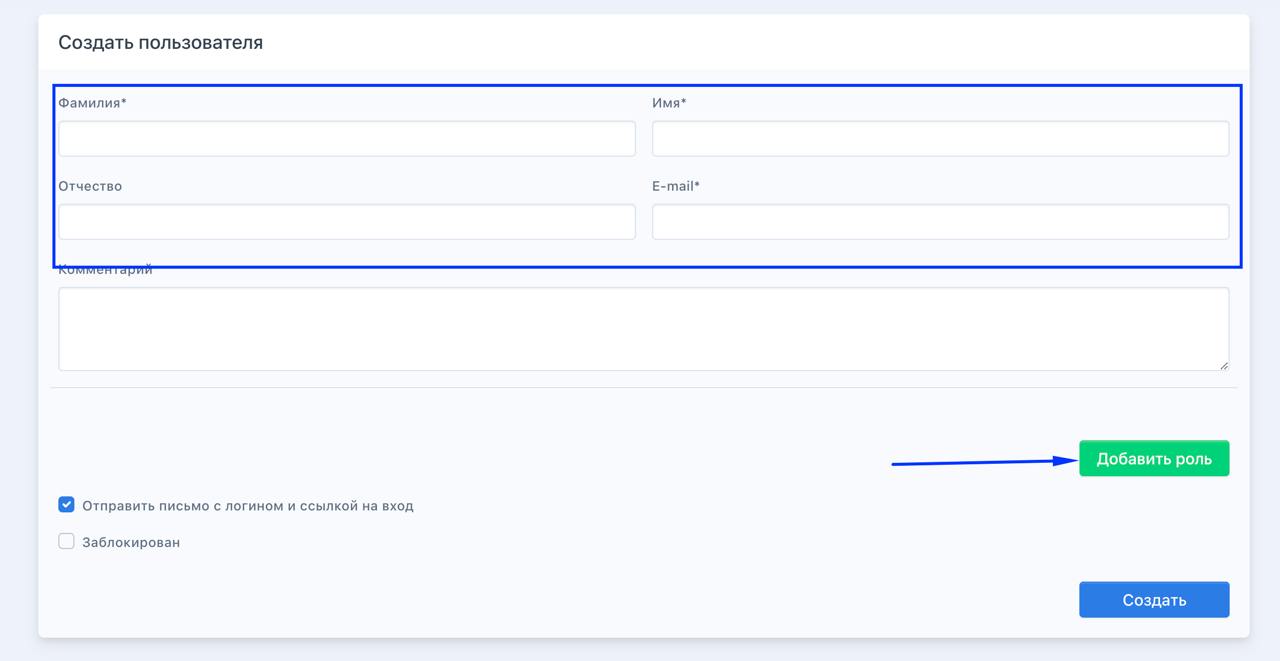 Создать пользователя
Фамилия*
Имя*
Отчество
E-mail*
Комментарий
Добавить роль
Отправить письмо с логином и ссылкой на вход
Заблокирован
Создать